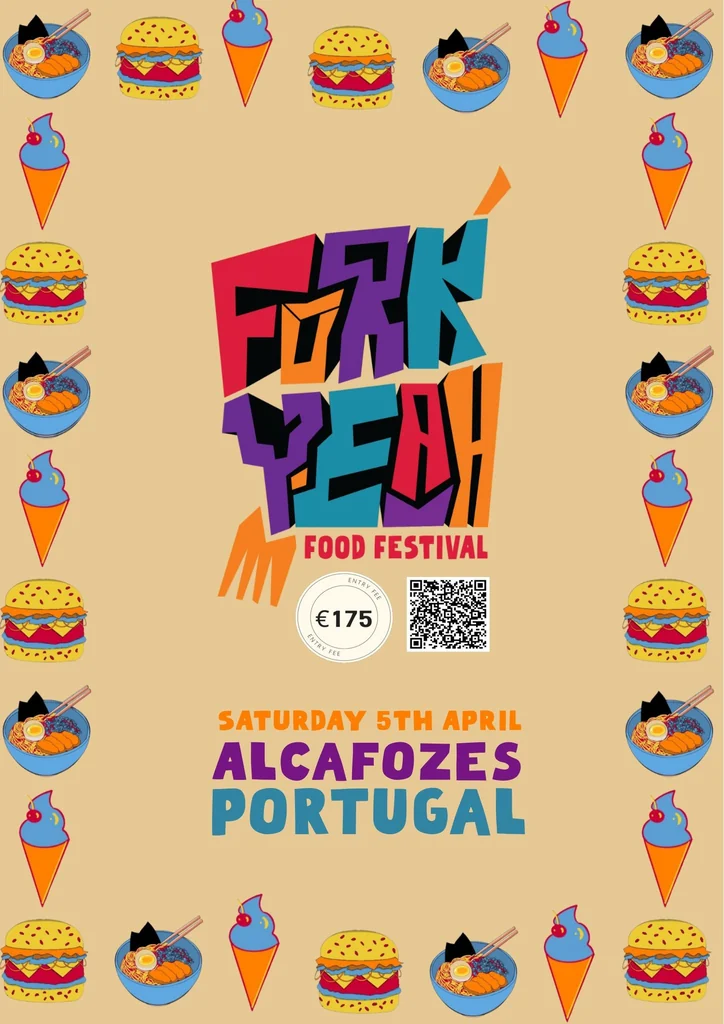 FORK
YEAH
FOOD FESTIVAL
ENTRY FEE
€175
ENTRY FEE
SATURDAY 5TH APRIL
ALCAFOZES
PORTUGAL